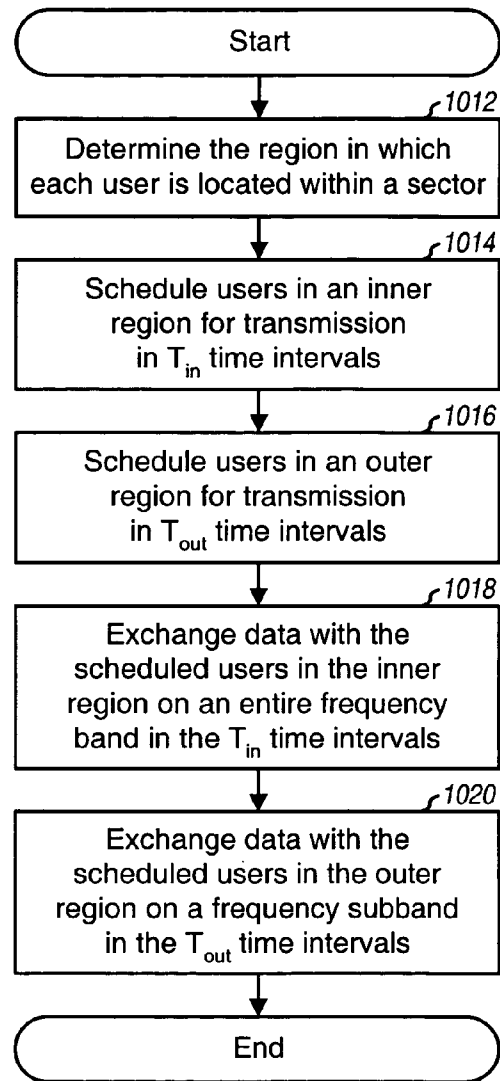 Start
1012
Determine the region in which
each user is located within a sector
1014
Schedule users in an inner
region for transmission
in Tin time intervals
1016
Schedule users in an outer
region for transmission
in Tout time intervals
1018
Exchange data with the
scheduled users in the inner
region on an entire frequency
band in the Tin time intervals
1020
Exchange data with the
scheduled users in the outer
region on a frequency subband
in the Tout time intervals
End